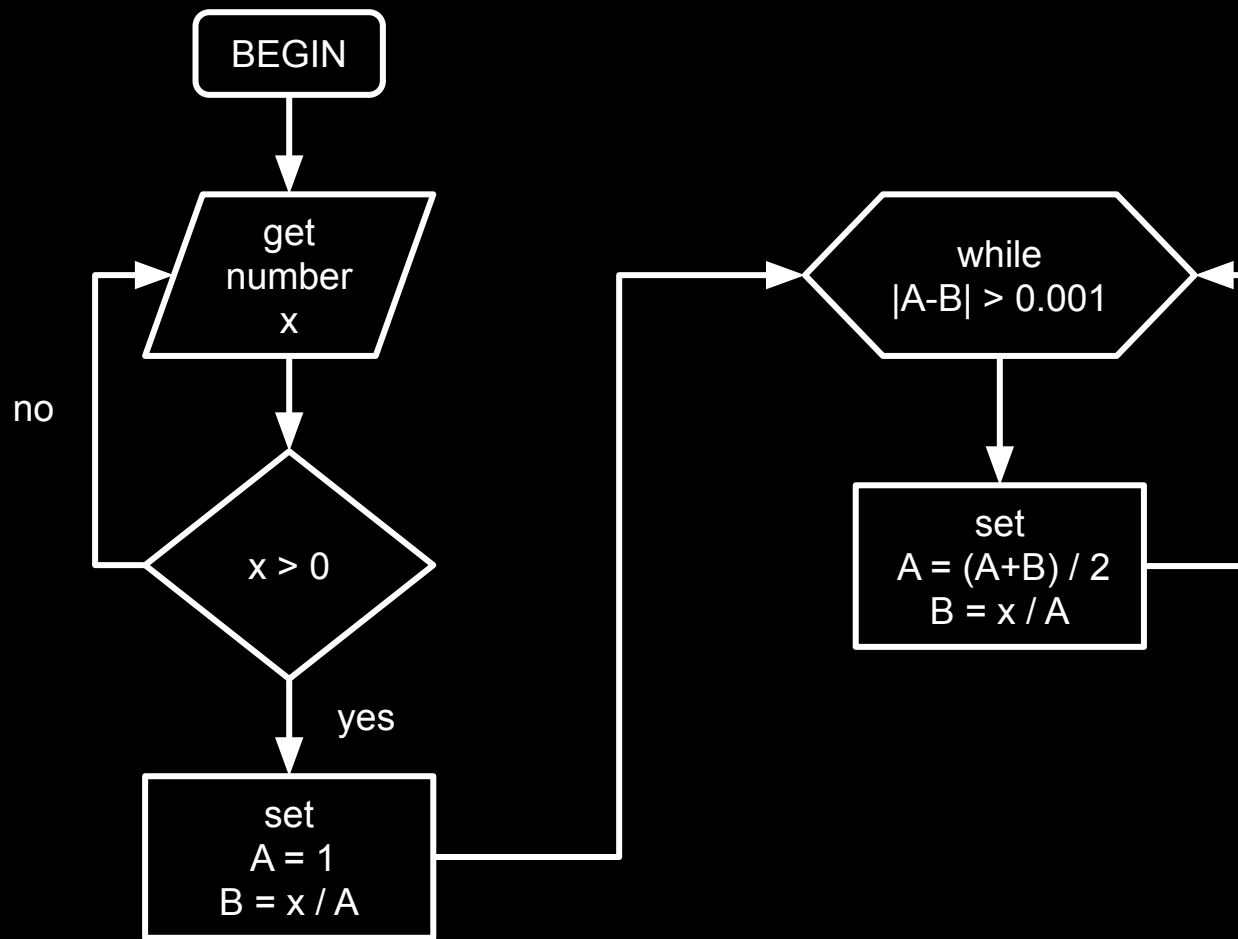 BEGIN
get
number
x
no
x > 0
yes
set
A = 1
B = x / A
while
|A-B| > 0.001
set
A = (A+B) / 2
B = x / A